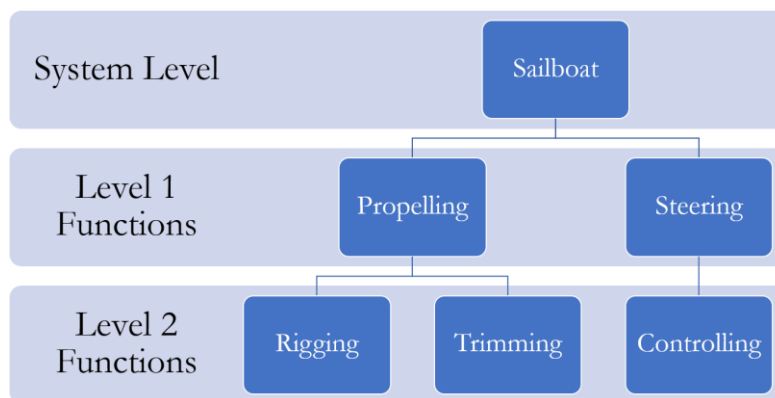 System Level
Sailboat
Level 1
Functions
Propelling
Steering
Level 2
Functions
Rigging
Trimming
Controlling